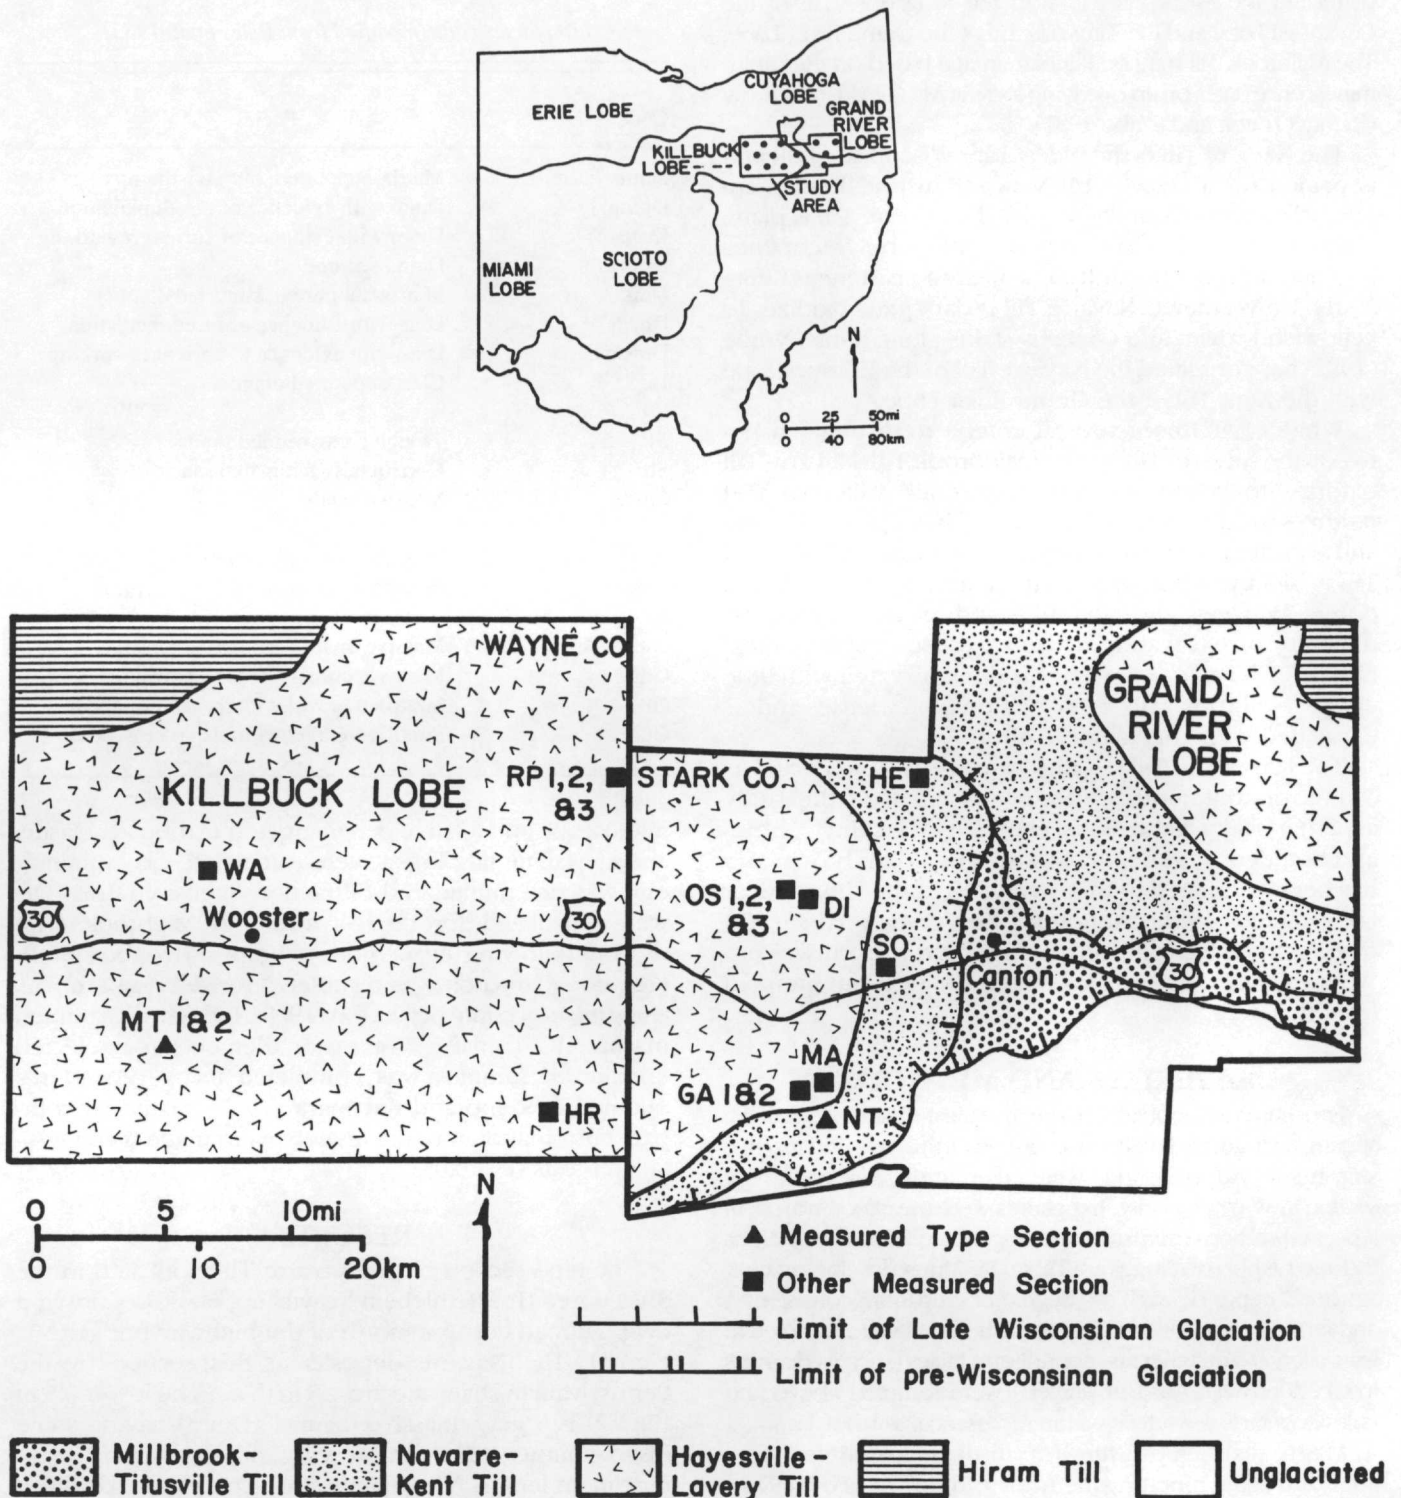 ERIE LOBE
CUYAHOGA
LOBE
GRAND
RIVER
LOBE
KILLBUCK
LOBE
STUDY
AREA
MIAMI
LOBE
SCIOTO
LOBE
N
0 25 50mi
0 40 80km
WAYNE CO
GRAND
RIVER
LOBE
KILLBUCK LOBE
RP 1,2,
&3
STARK CO
HE
WA
OS 1,2,
&3
DI
30
Wooster
30
SO
Canton
30
MT 1&2
MA
GA 1&2
HR
NT
0 5 10mi
0 10 20km
N
Measured Type Section
Other Measured Section
Limit of Late Wisconsinan Glaciation
Limit of pre-Wisconsinan Glaciation
Millbrook-
Titusville Till
Navarre-
Kent Till
Hayesville-
Lavery Till
Hiram Till
Unglaciated